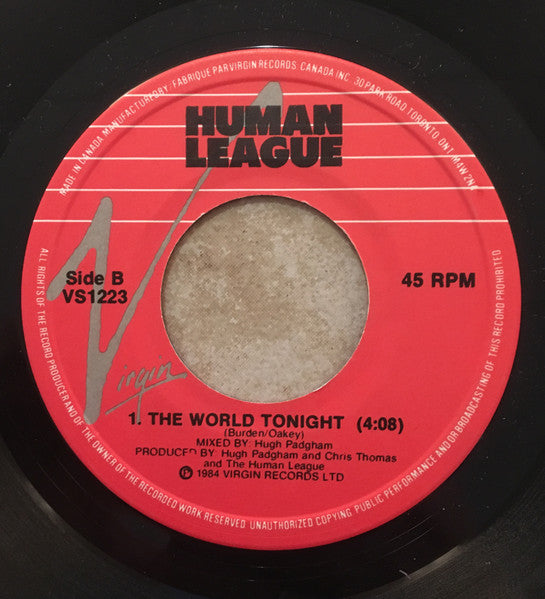 MADE IN CANADA MANUFACTURED BY: FABRIQUE PAR VIRGIN RECORDS CANADA INC. 30 PARK ROAD TORONTO ONT. M4W 2N4
HUMAN
LEAGUE
Side B
VS1223
45 RPM
Virgin
1. THE WORLD TONIGHT (4:08)
(Burden/Oakey)
MIXED BY: Hugh Padgham
PRODUCED BY: Hugh Padgham and Chris Thomas
and The Human League
℗ 1984 VIRGIN RECORDS LTD
ALL RIGHTS OF THE RECORD PRODUCER AND OF THE OWNER OF THE RECORDED WORK RESERVED. UNAUTHORIZED COPYING PUBLIC PERFORMANCE AND/OR BROADCASTING OF THIS RECORD PROHIBITED